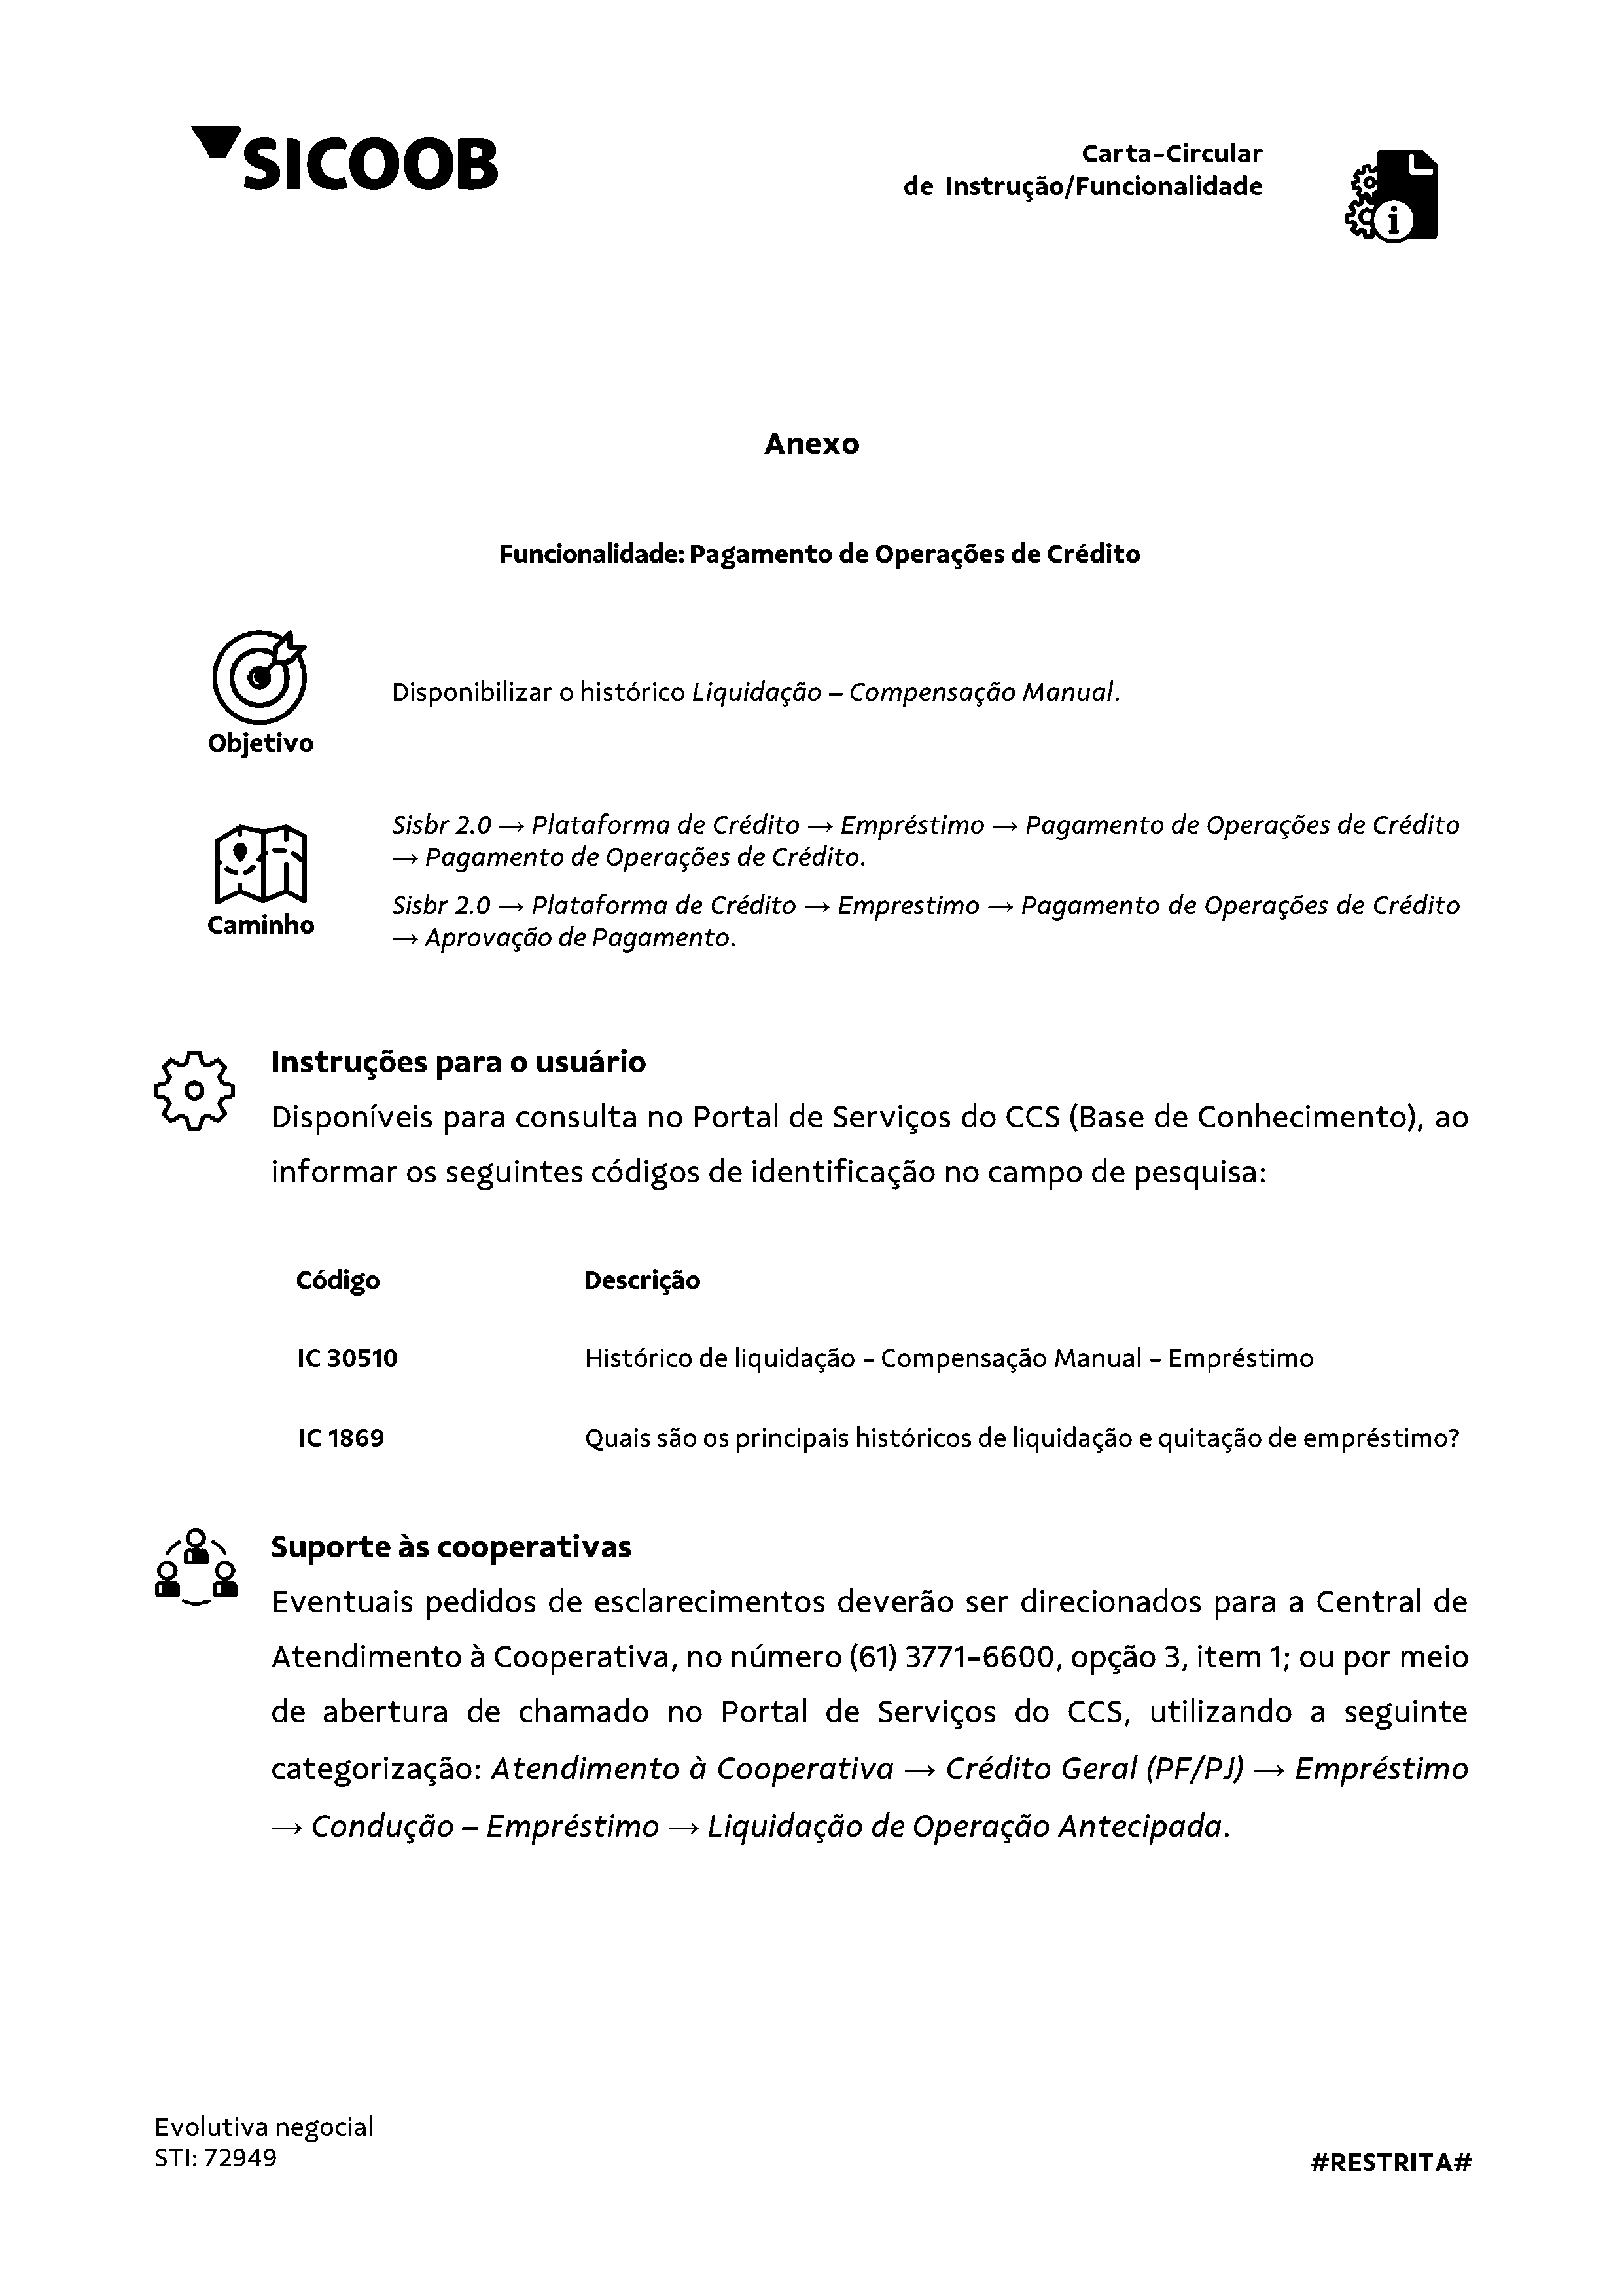 SICOOB
Carta-Circular
de Instrução/Funcionalidade
Anexo
Funcionalidade: Pagamento de Operações de Crédito
Objetivo
Disponibilizar o histórico Liquidação – Compensação Manual.
Caminho
Sisbr 2.0 → Plataforma de Crédito → Empréstimo → Pagamento de Operações de Crédito
→ Pagamento de Operações de Crédito.
Sisbr 2.0 → Plataforma de Crédito → Emprestimo → Pagamento de Operações de Crédito
→ Aprovação de Pagamento.
Instruções para o usuário
Disponíveis para consulta no Portal de Serviços do CCS (Base de Conhecimento), ao
informar os seguintes códigos de identificação no campo de pesquisa:
Código Descrição
IC 30510 Histórico de liquidação - Compensação Manual - Empréstimo
IC 1869 Quais são os principais históricos de liquidação e quitação de empréstimo?
Suporte às cooperativas
Eventuais pedidos de esclarecimentos deverão ser direcionados para a Central de
Atendimento à Cooperativa, no número (61) 3771-6600, opção 3, item 1; ou por meio
de abertura de chamado no Portal de Serviços do CCS, utilizando a seguinte
categorização: Atendimento à Cooperativa → Crédito Geral (PF/PJ) → Empréstimo
→ Condução – Empréstimo → Liquidação de Operação Antecipada.
Evolutiva negocial
STI: 72949
#RESTRITA#